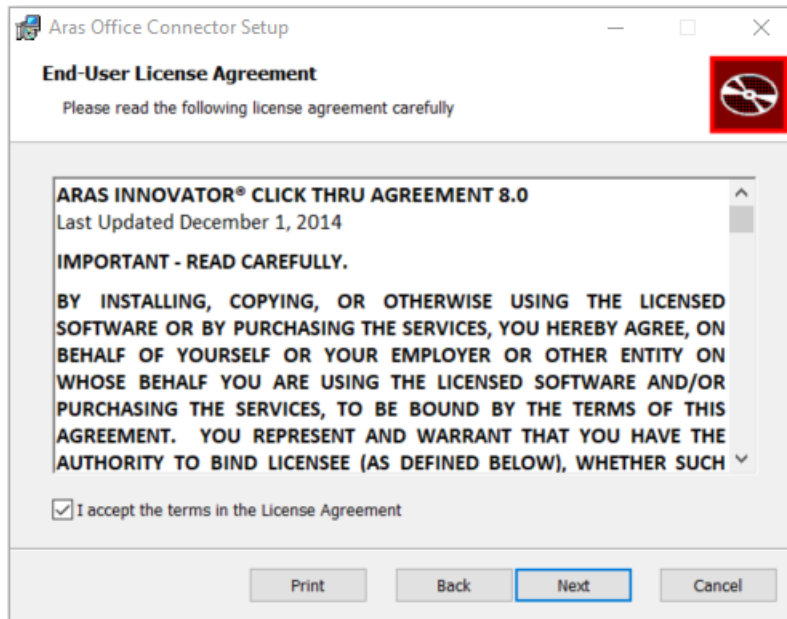 Aras Office Connector Setup
End-User License Agreement
Please read the following license agreement carefully
ARAS INNOVATOR® CLICK THRU AGREEMENT 8.0
Last Updated December 1, 2014
IMPORTANT - READ CAREFULLY.
BY INSTALLING, COPYING, OR OTHERWISE USING THE LICENSED
SOFTWARE OR BY PURCHASING THE SERVICES, YOU HEREBY AGREE, ON
BEHALF OF YOURSELF OR YOUR EMPLOYER OR OTHER ENTITY ON
WHOSE BEHALF YOU ARE USING THE LICENSED SOFTWARE AND/OR
PURCHASING THE SERVICES, TO BE BOUND BY THE TERMS OF THIS
AGREEMENT. YOU REPRESENT AND WARRANT THAT YOU HAVE THE
AUTHORITY TO BIND LICENSEE (AS DEFINED BELOW), WHETHER SUCH
I accept the terms in the License Agreement
Print Back Next Cancel